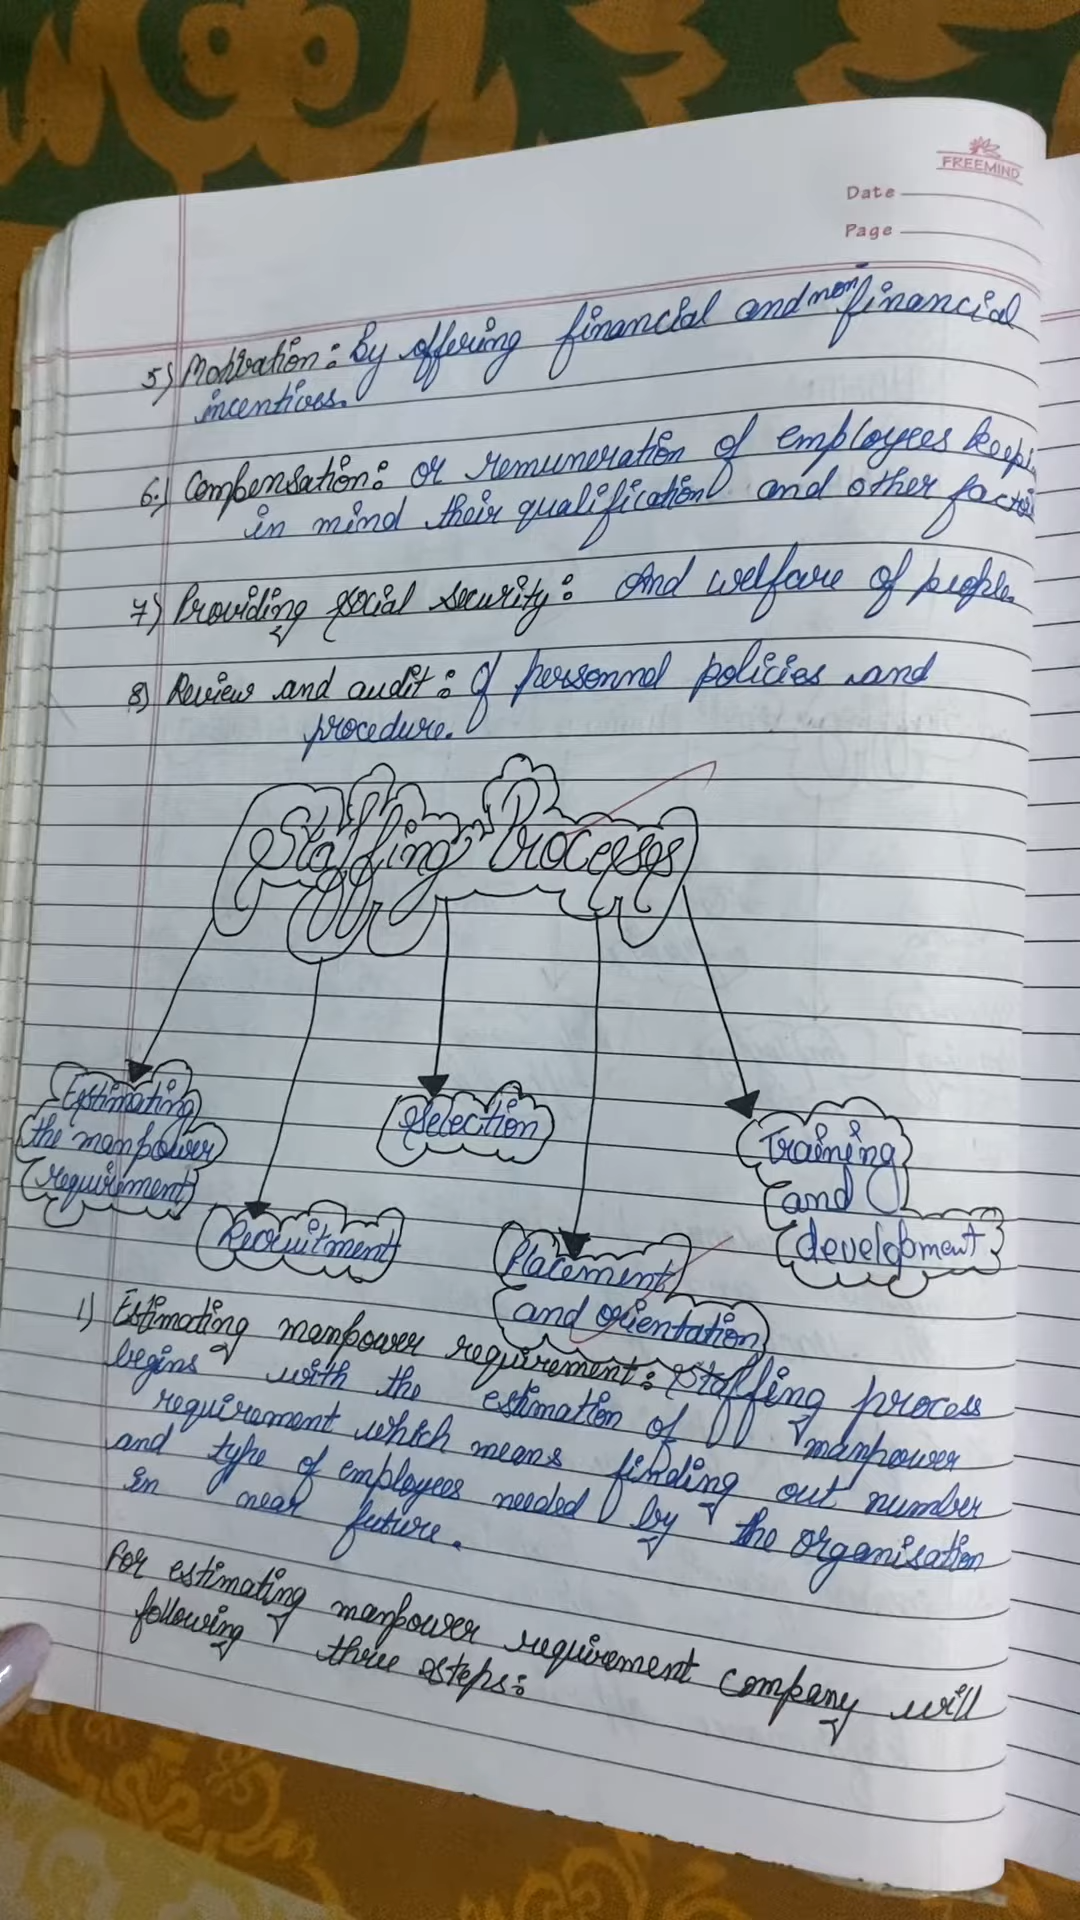 FREEMIND
Date
Page
5) Motivation: By offering financial and non financial
incentives.
6.) Compensation: or remuneration of employees keepi
in mind their qualification and other factor
7) Providing social security: And welfare of people.
8) Review and audit: of personnel policies and
procedure.
Staffing Processes
Estimating
the manpower
requirement
Recruitment
Selection
Placement
and orientation
Training
and
development
1) Estimating manpower requirement: Staffing process
begins with the estimation of manpower
requirement which means finding out number
and type of employees needed by the organisation
in near future.
For estimating manpower requirement company will
following three steps: